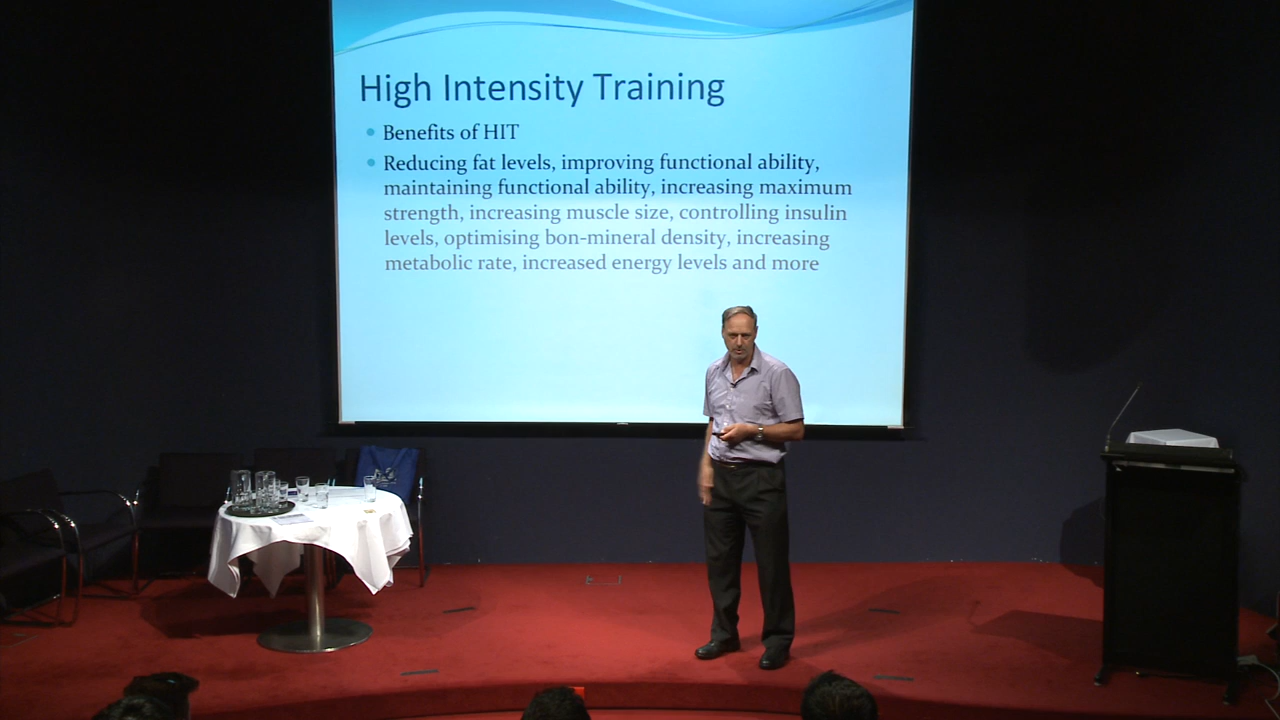 High Intensity Training
Benefits of HIT
Reducing fat levels, improving functional ability,
maintaining functional ability, increasing maximum
strength, increasing muscle size, controlling insulin
levels, optimising bon-mineral density, increasing
metabolic rate, increased energy levels and more